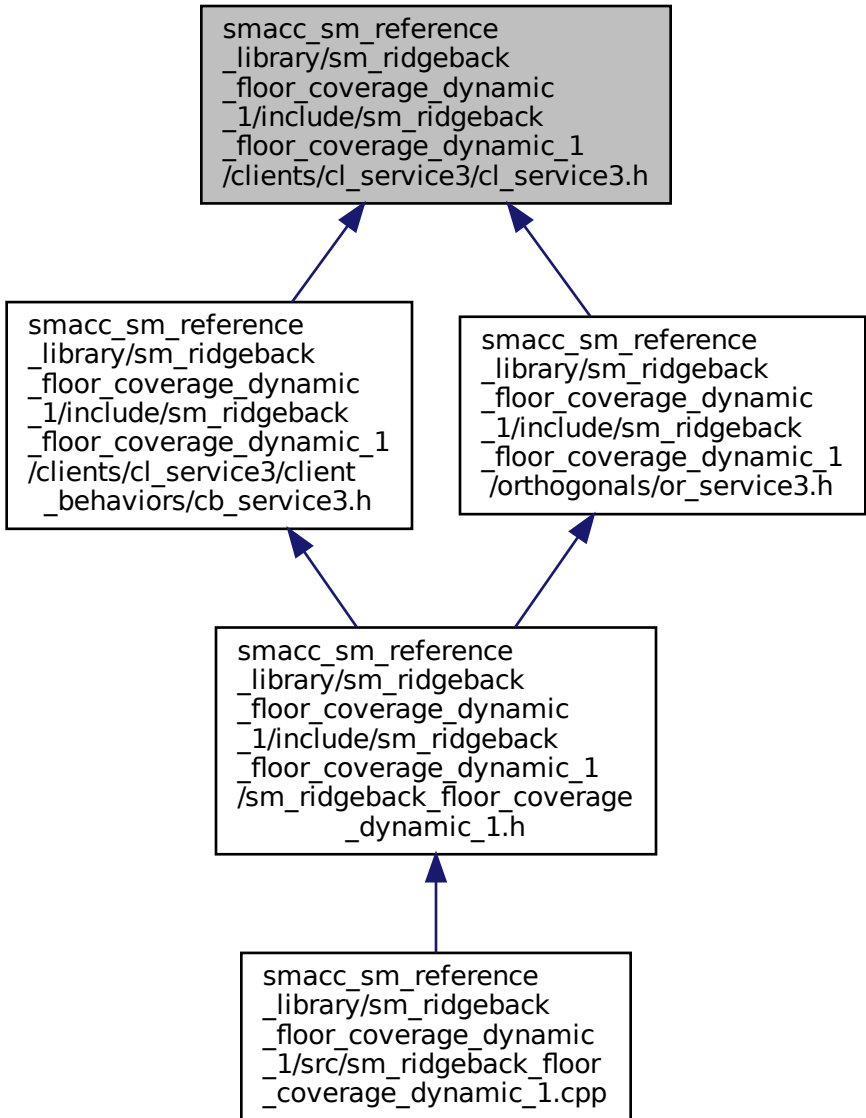 smacc_sm_reference
_library/sm_ridgeback
_floor_coverage_dynamic
_1/include/sm_ridgeback
_floor_coverage_dynamic_1
/clients/cl_service3/cl_service3.h
smacc_sm_reference
_library/sm_ridgeback
_floor_coverage_dynamic
_1/include/sm_ridgeback
_floor_coverage_dynamic_1
/clients/cl_service3/client
_behaviors/cb_service3.h
smacc_sm_reference
_library/sm_ridgeback
_floor_coverage_dynamic
_1/include/sm_ridgeback
_floor_coverage_dynamic_1
/orthogonals/or_service3.h
smacc_sm_reference
_library/sm_ridgeback
_floor_coverage_dynamic
_1/include/sm_ridgeback
_floor_coverage_dynamic_1
/sm_ridgeback_floor_coverage
_dynamic_1.h
smacc_sm_reference
_library/sm_ridgeback
_floor_coverage_dynamic
_1/src/sm_ridgeback_floor
_coverage_dynamic_1.cpp